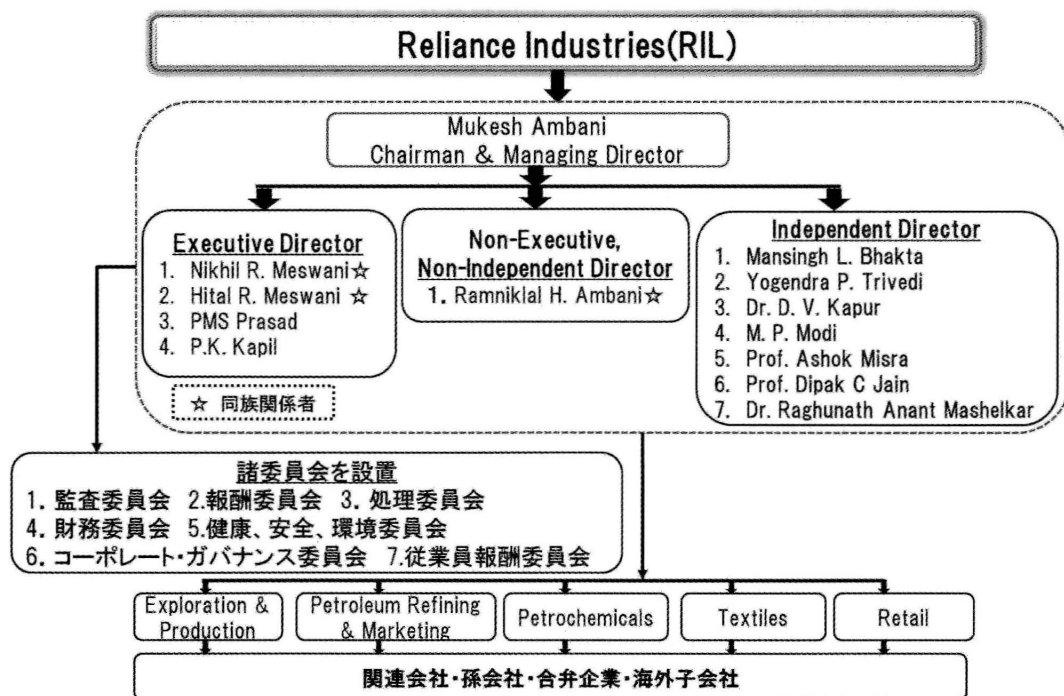 Reliance Industries(RIL)
Mukesh Ambani
Chairman & Managing Director
Executive Director
1. Nikhil R. Meswani☆
2. Hital R. Meswani ☆
3. PMS Prasad
4. P.K. Kapil
☆ 同族関係者
Non-Executive,
Non-Independent Director
1. Ramniklal H. Ambani☆
Independent Director
1. Mansingh L. Bhakta
2. Yogendra P. Trivedi
3. Dr. D. V. Kapur
4. M. P. Modi
5. Prof. Ashok Misra
6. Prof. Dipak C Jain
7. Dr. Raghunath Anant Mashelkar
諸委員会を設置
1. 監査委員会 2.報酬委員会 3. 処理委員会
4. 財務委員会 5.健康、安全、環境委員会
6. コーポレート・ガバナンス委員会 7.従業員報酬委員会
Exploration &
Production
Petroleum Refining
& Marketing
Petrochemicals
Textiles
Retail
関連会社・孫会社・合弁企業・海外子会社